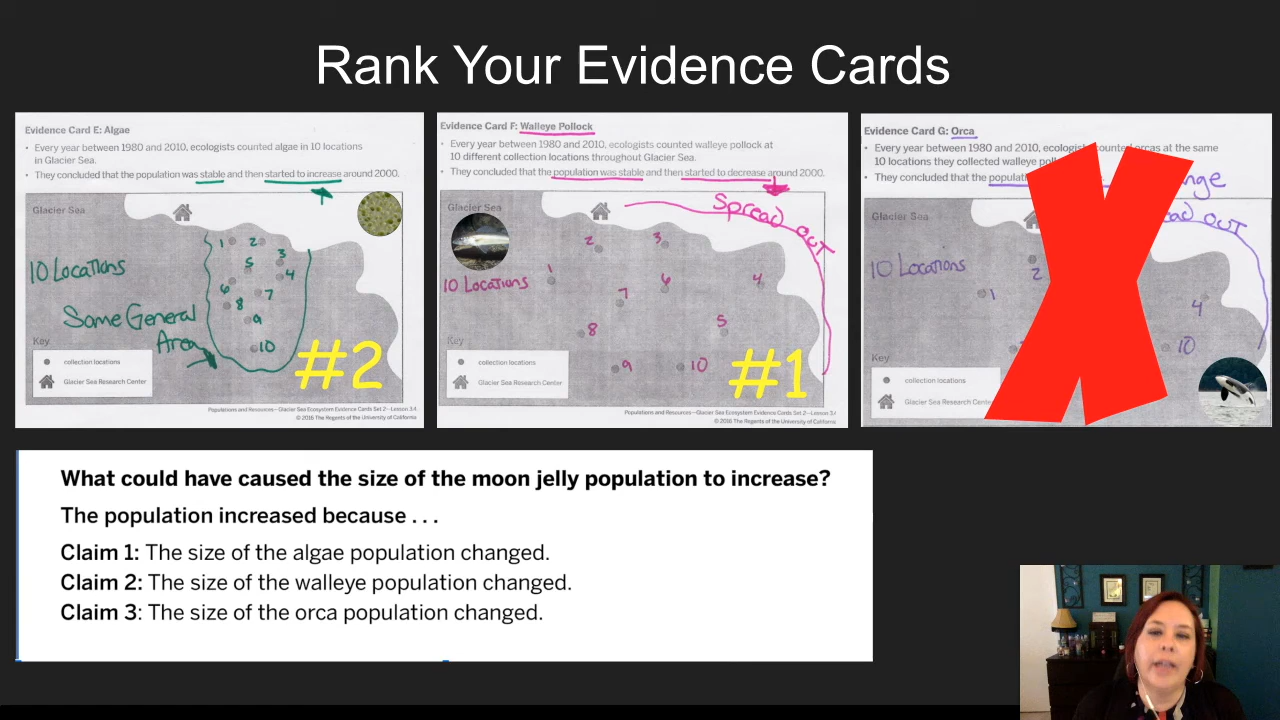 Rank Your Evidence Cards
Evidence Card E: Algae
• Every year between 1980 and 2010, ecologists counted algae in 10 locations
in Glacier Sea.
• They concluded that the population was stable and then started to increase around 2000.
Glacier Sea
10 Locations
Same General
Area
1
2
3
4
5
6
7
8
9
10
Key
collection locations
Glacier Sea Research Center
#2
Populations and Resources—Glacier Sea Ecosystem Evidence Cards Set 2—Lesson 3.4
© 2016 The Regents of the University of California
Evidence Card F: Walleye Pollock
• Every year between 1980 and 2010, ecologists counted walleye pollock at
10 different collection locations throughout Glacier Sea.
• They concluded that the population was stable and then started to decrease around 2000.
Glacier Sea
Spread out
10 Locations
1
2
3
4
5
6
7
8
9
10
Key
collection locations
Glacier Sea Research Center
#1
Populations and Resources—Glacier Sea Ecosystem Evidence Cards Set 2—Lesson 3.4
© 2016 The Regents of the University of California
Evidence Card G: Orca
• Every year between 1980 and 2010, ecologists counted orcas at the same
10 locations they collected walleye
• They concluded that the
Glacier Sea
out
10 Locations
1
2
4
10
Key
collection locations
Glacier Sea Research Center
What could have caused the size of the moon jelly population to increase?
The population increased because . . .
Claim 1: The size of the algae population changed.
Claim 2: The size of the walleye population changed.
Claim 3: The size of the orca population changed.